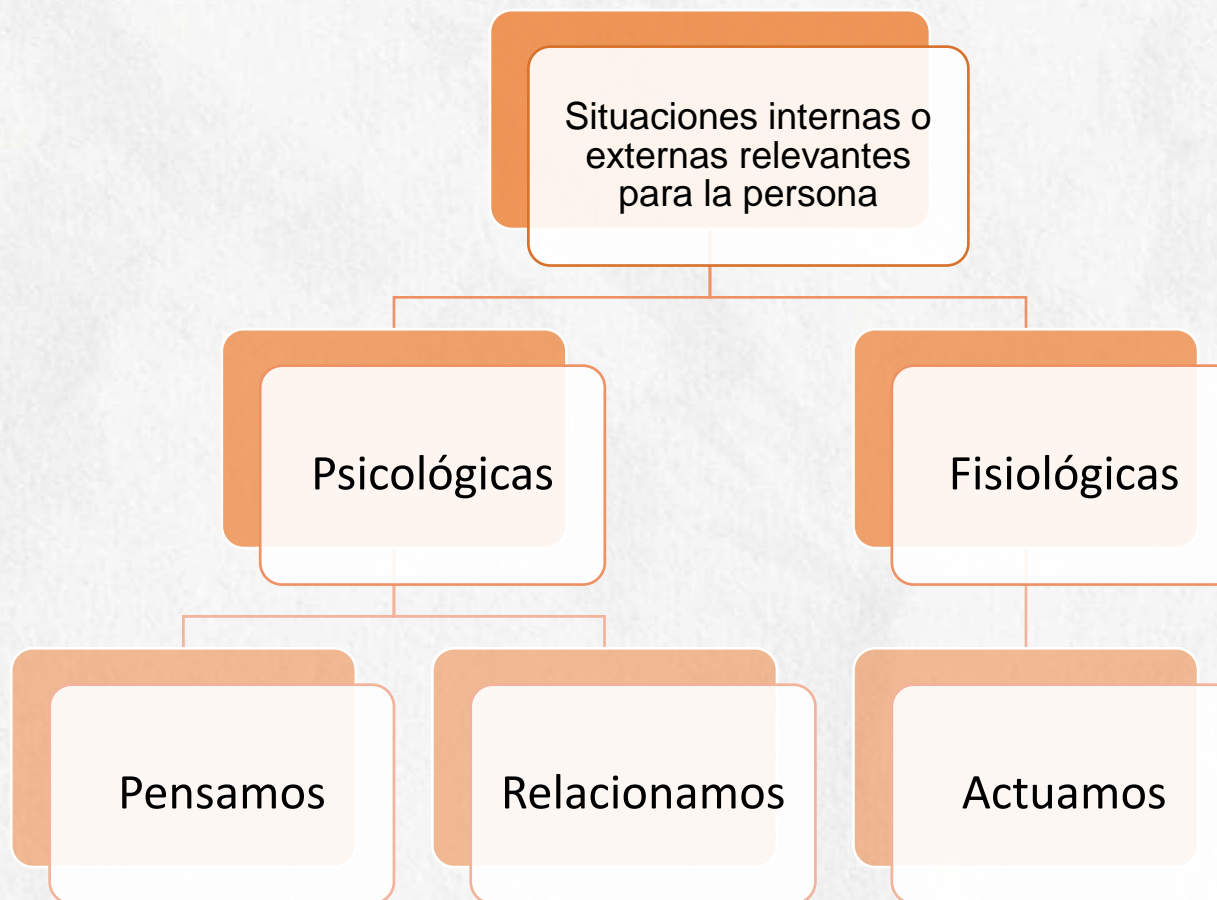 Situaciones internas o
externas relevantes
para la persona
Psicológicas
Fisiológicas
Pensamos
Relacionamos
Actuamos